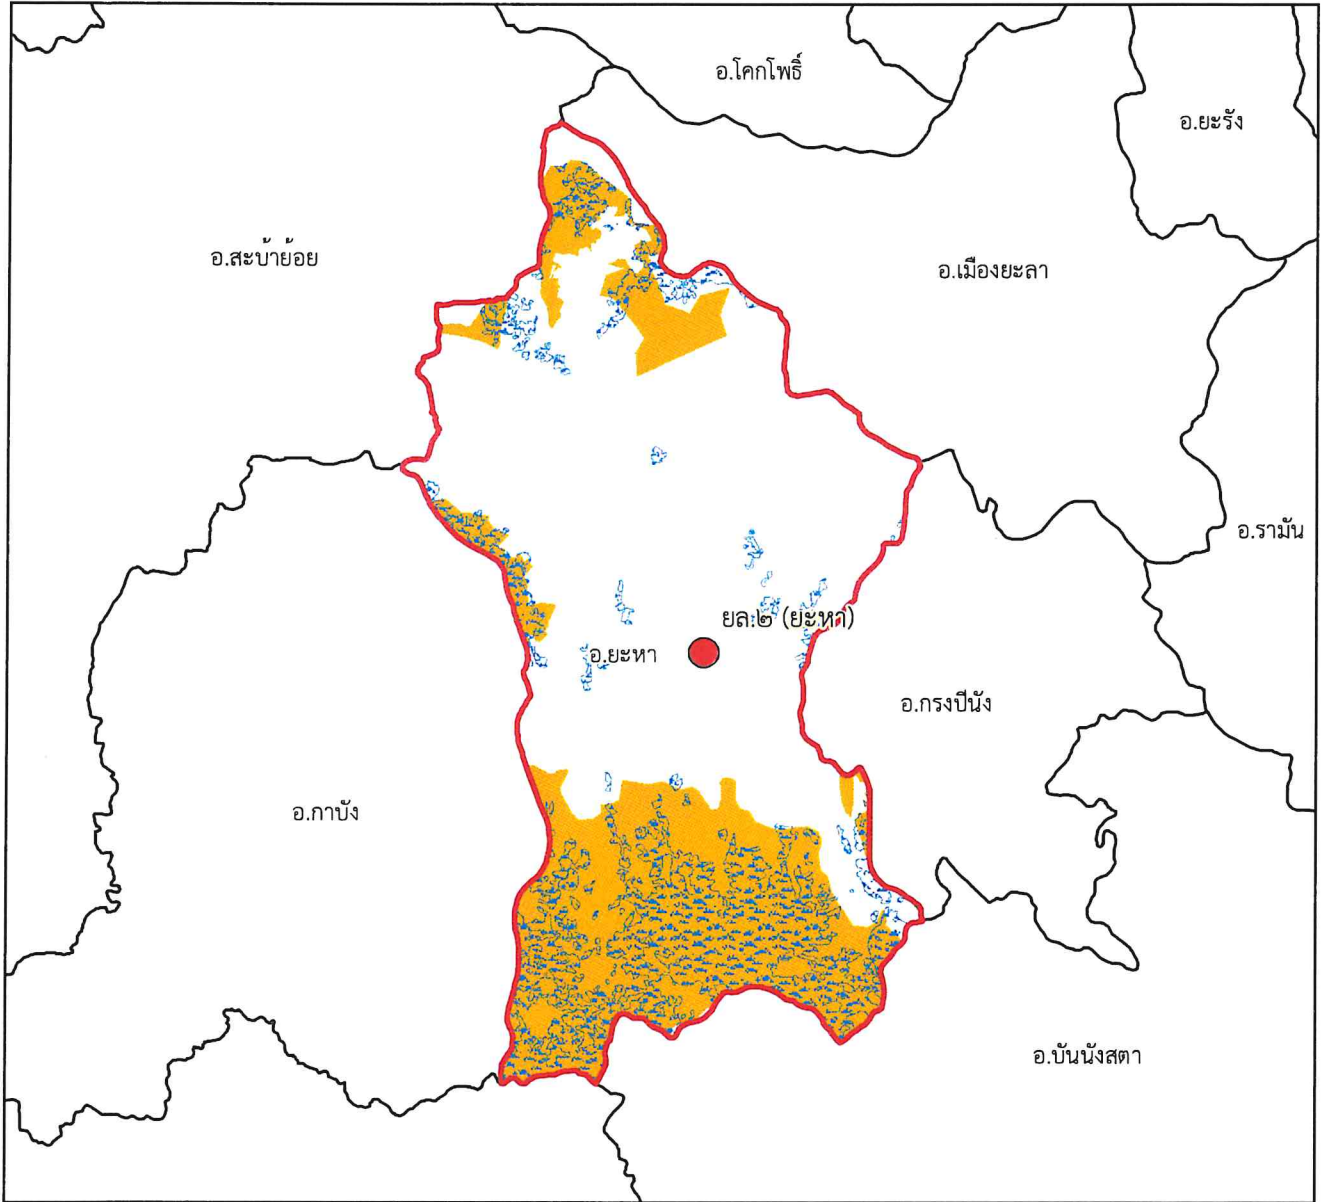 อ.โคกโพธิ์
อ.ยะรัง
อ.สะบ้าย้อย
อ.เมืองยะลา
อ.รามัน
ยล.๒ (ยะหา)
อ.ยะหา
อ.กรงปีนัง
อ.กาบัง
อ.บันนังสตา